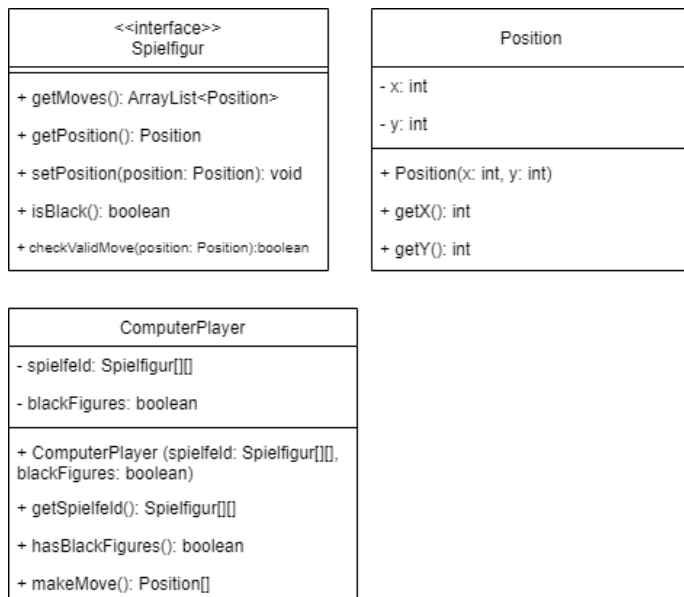 <<interface>>
Spielfigur
+ getMoves(): ArrayList<Position>
+ getPosition(): Position
+ setPosition(position: Position): void
+ isBlack(): boolean
+ checkValidMove(position: Position):boolean
Position
- x: int
- y: int
+ Position(x: int, y: int)
+ getX(): int
+ getY(): int
ComputerPlayer
- spielfeld: Spielfigur[][]
- blackFigures: boolean
+ ComputerPlayer (spielfeld: Spielfigur[][],
blackFigures: boolean)
+ getSpielfeld(): Spielfigur[][]
+ hasBlackFigures(): boolean
+ makeMove(): Position[]